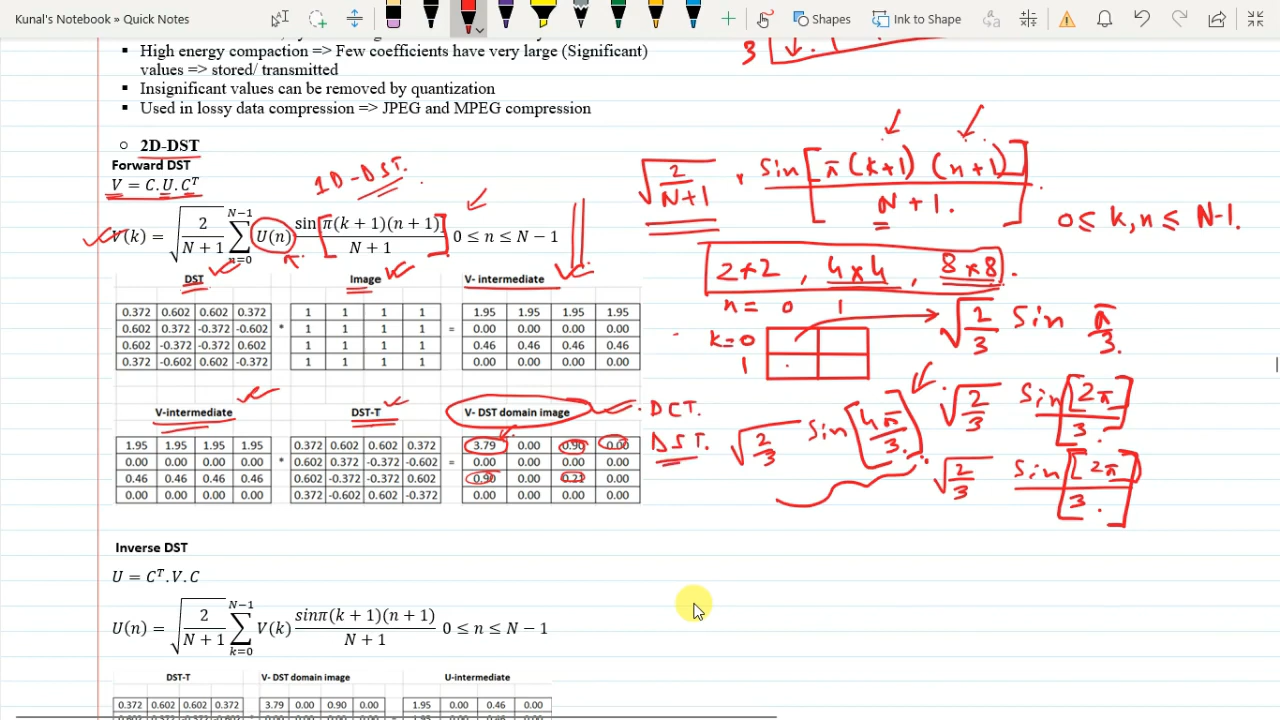 Kunal's Notebook » Quick Notes
Shapes
Ink to Shape
High energy compaction => Few coefficients have very large (Significant)
values => stored/ transmitted
Insignificant values can be removed by quantization
Used in lossy data compression => JPEG and MPEG compression
2D-DST
Forward DST
V = C.U.Cᵀ
1D-DST.
V(k) = √(2/(N + 1)) ∑_{n=0}^{N−1} U(n) sin[π(k + 1)(n + 1)]/(N + 1) 0 ≤ n ≤ N − 1
DST Image V- intermediate
0.372 0.602 0.602 0.372 * 1 1 1 1 = 1.95 1.95 1.95 1.95
0.602 0.372 -0.372 -0.602 1 1 1 1 0.00 0.00 0.00 0.00
0.602 -0.372 -0.372 0.602 1 1 1 1 0.46 0.46 0.46 0.46
0.372 -0.602 0.602 -0.372 1 1 1 1 0.00 0.00 0.00 0.00
V-intermediate DST-T V- DST domain image
1.95 1.95 1.95 1.95 0.372 0.602 0.602 0.372 3.79 0.00 0.90 0.00
0.00 0.00 0.00 0.00 * 0.602 0.372 -0.372 -0.602 = 0.00 0.00 0.00 0.00
0.46 0.46 0.46 0.46 0.602 -0.372 -0.372 0.602 0.90 0.00 0.21 0.00
0.00 0.00 0.00 0.00 0.372 -0.602 0.602 -0.372 0.00 0.00 0.00 0.00
DCT.
DST.
3
√(2/(N+1)) · sin[π(k+1)(n+1)]/[N+1.]
0 ≤ k, n ≤ N-1.
2*2 , 4*4 , 8*8 .
n= 0 1
k=0
1
√(2/3) Sin π/3.
√(2/3) Sin[2π/3.]
√(2/3) Sin[4π/3.]
√(2/3) Sin[2π/3.]
Inverse DST
U = Cᵀ.V.C
U(n) = √(2/(N + 1)) ∑_{k=0}^{N−1} V(k) sinπ(k + 1)(n + 1)/(N + 1) 0 ≤ n ≤ N − 1
DST-T V- DST domain image U-intermediate
0.372 0.602 0.602 0.372 3.79 0.00 0.90 0.00 1.95 0.00 0.46 0.00